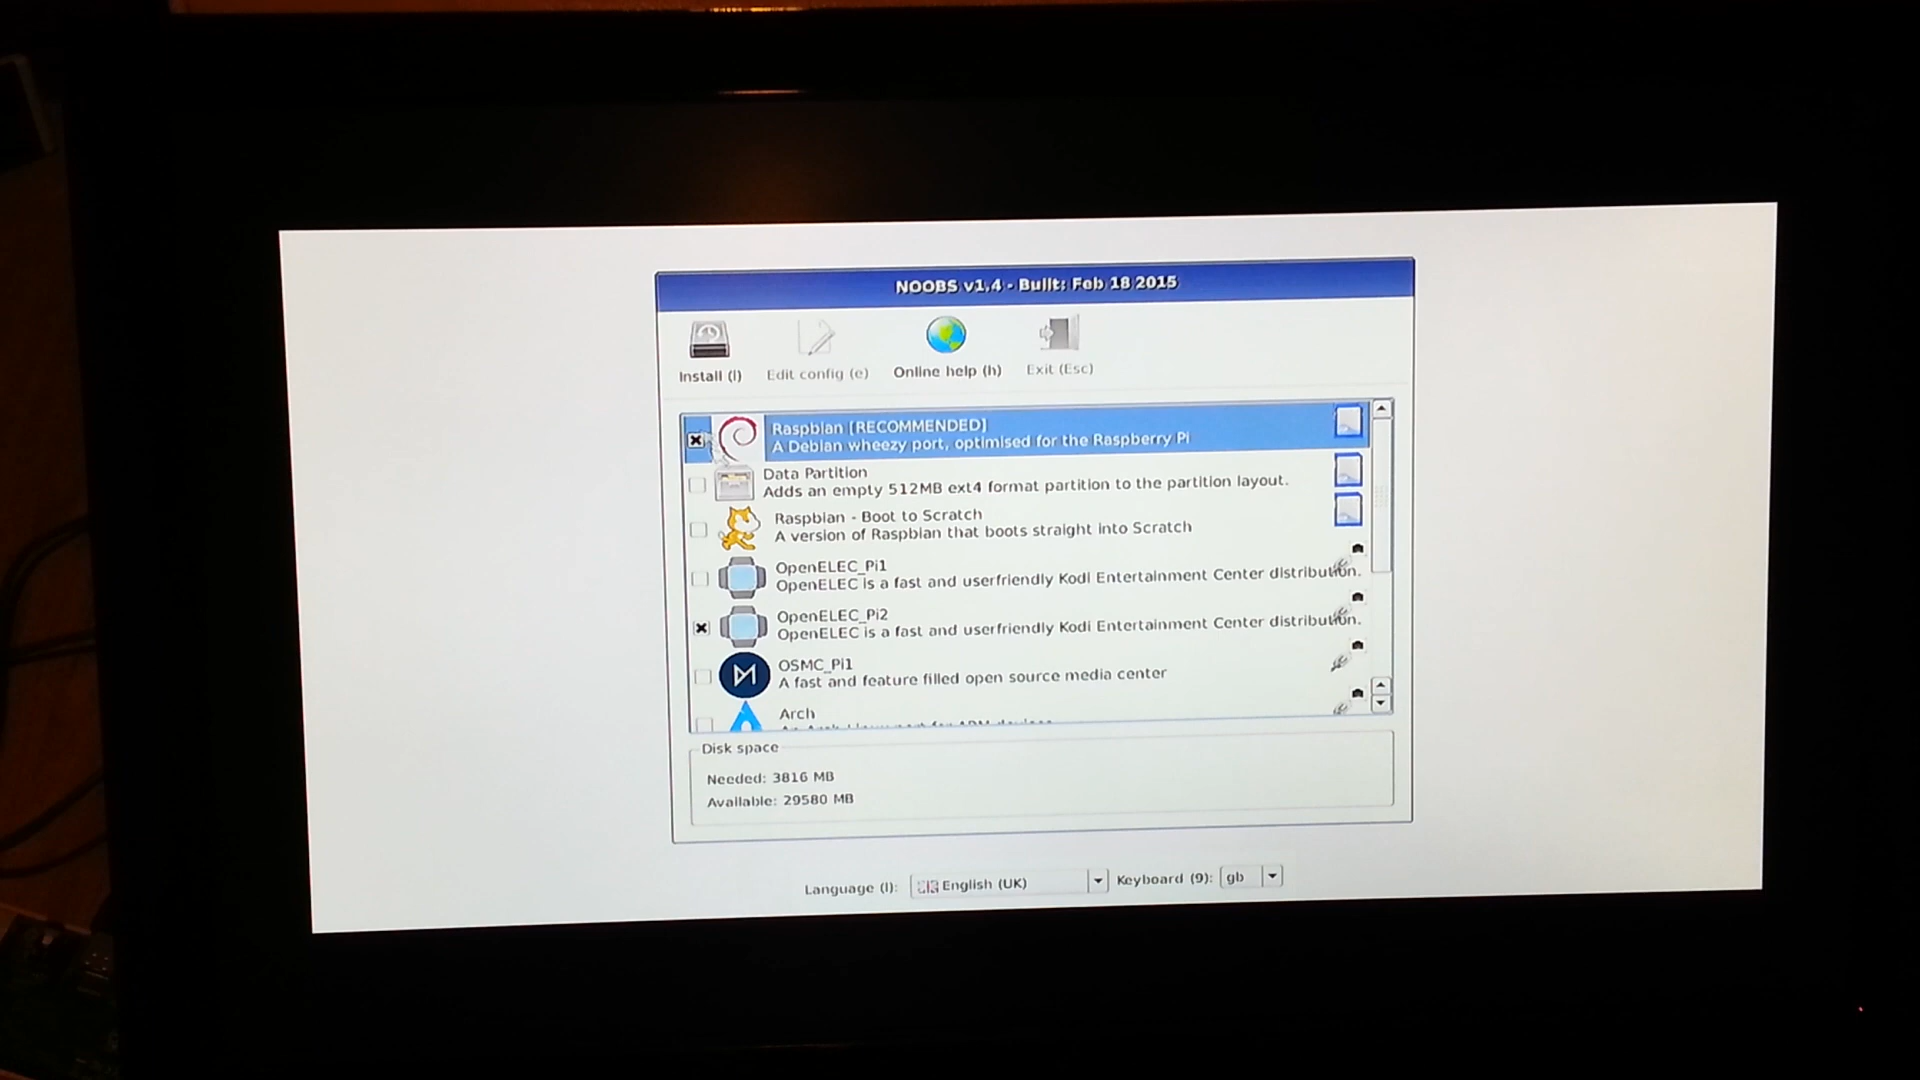 NOOBS v1.4 - Built: Feb 18 2015
Install (i)
Edit config (e)
Online help (h)
Exit (Esc)
Raspbian [RECOMMENDED]
A Debian wheezy port, optimised for the Raspberry Pi
Data Partition
Adds an empty 512MB ext4 format partition to the partition layout.
Raspbian - Boot to Scratch
A version of Raspbian that boots straight into Scratch
OpenELEC_Pi1
OpenELEC is a fast and userfriendly Kodi Entertainment Center distribution.
OpenELEC_Pi2
OpenELEC is a fast and userfriendly Kodi Entertainment Center distribution.
OSMC_Pi1
A fast and feature filled open source media center
Arch
Disk space
Needed: 3816 MB
Available: 29580 MB
Language (l):
English (UK)
Keyboard (9):
gb